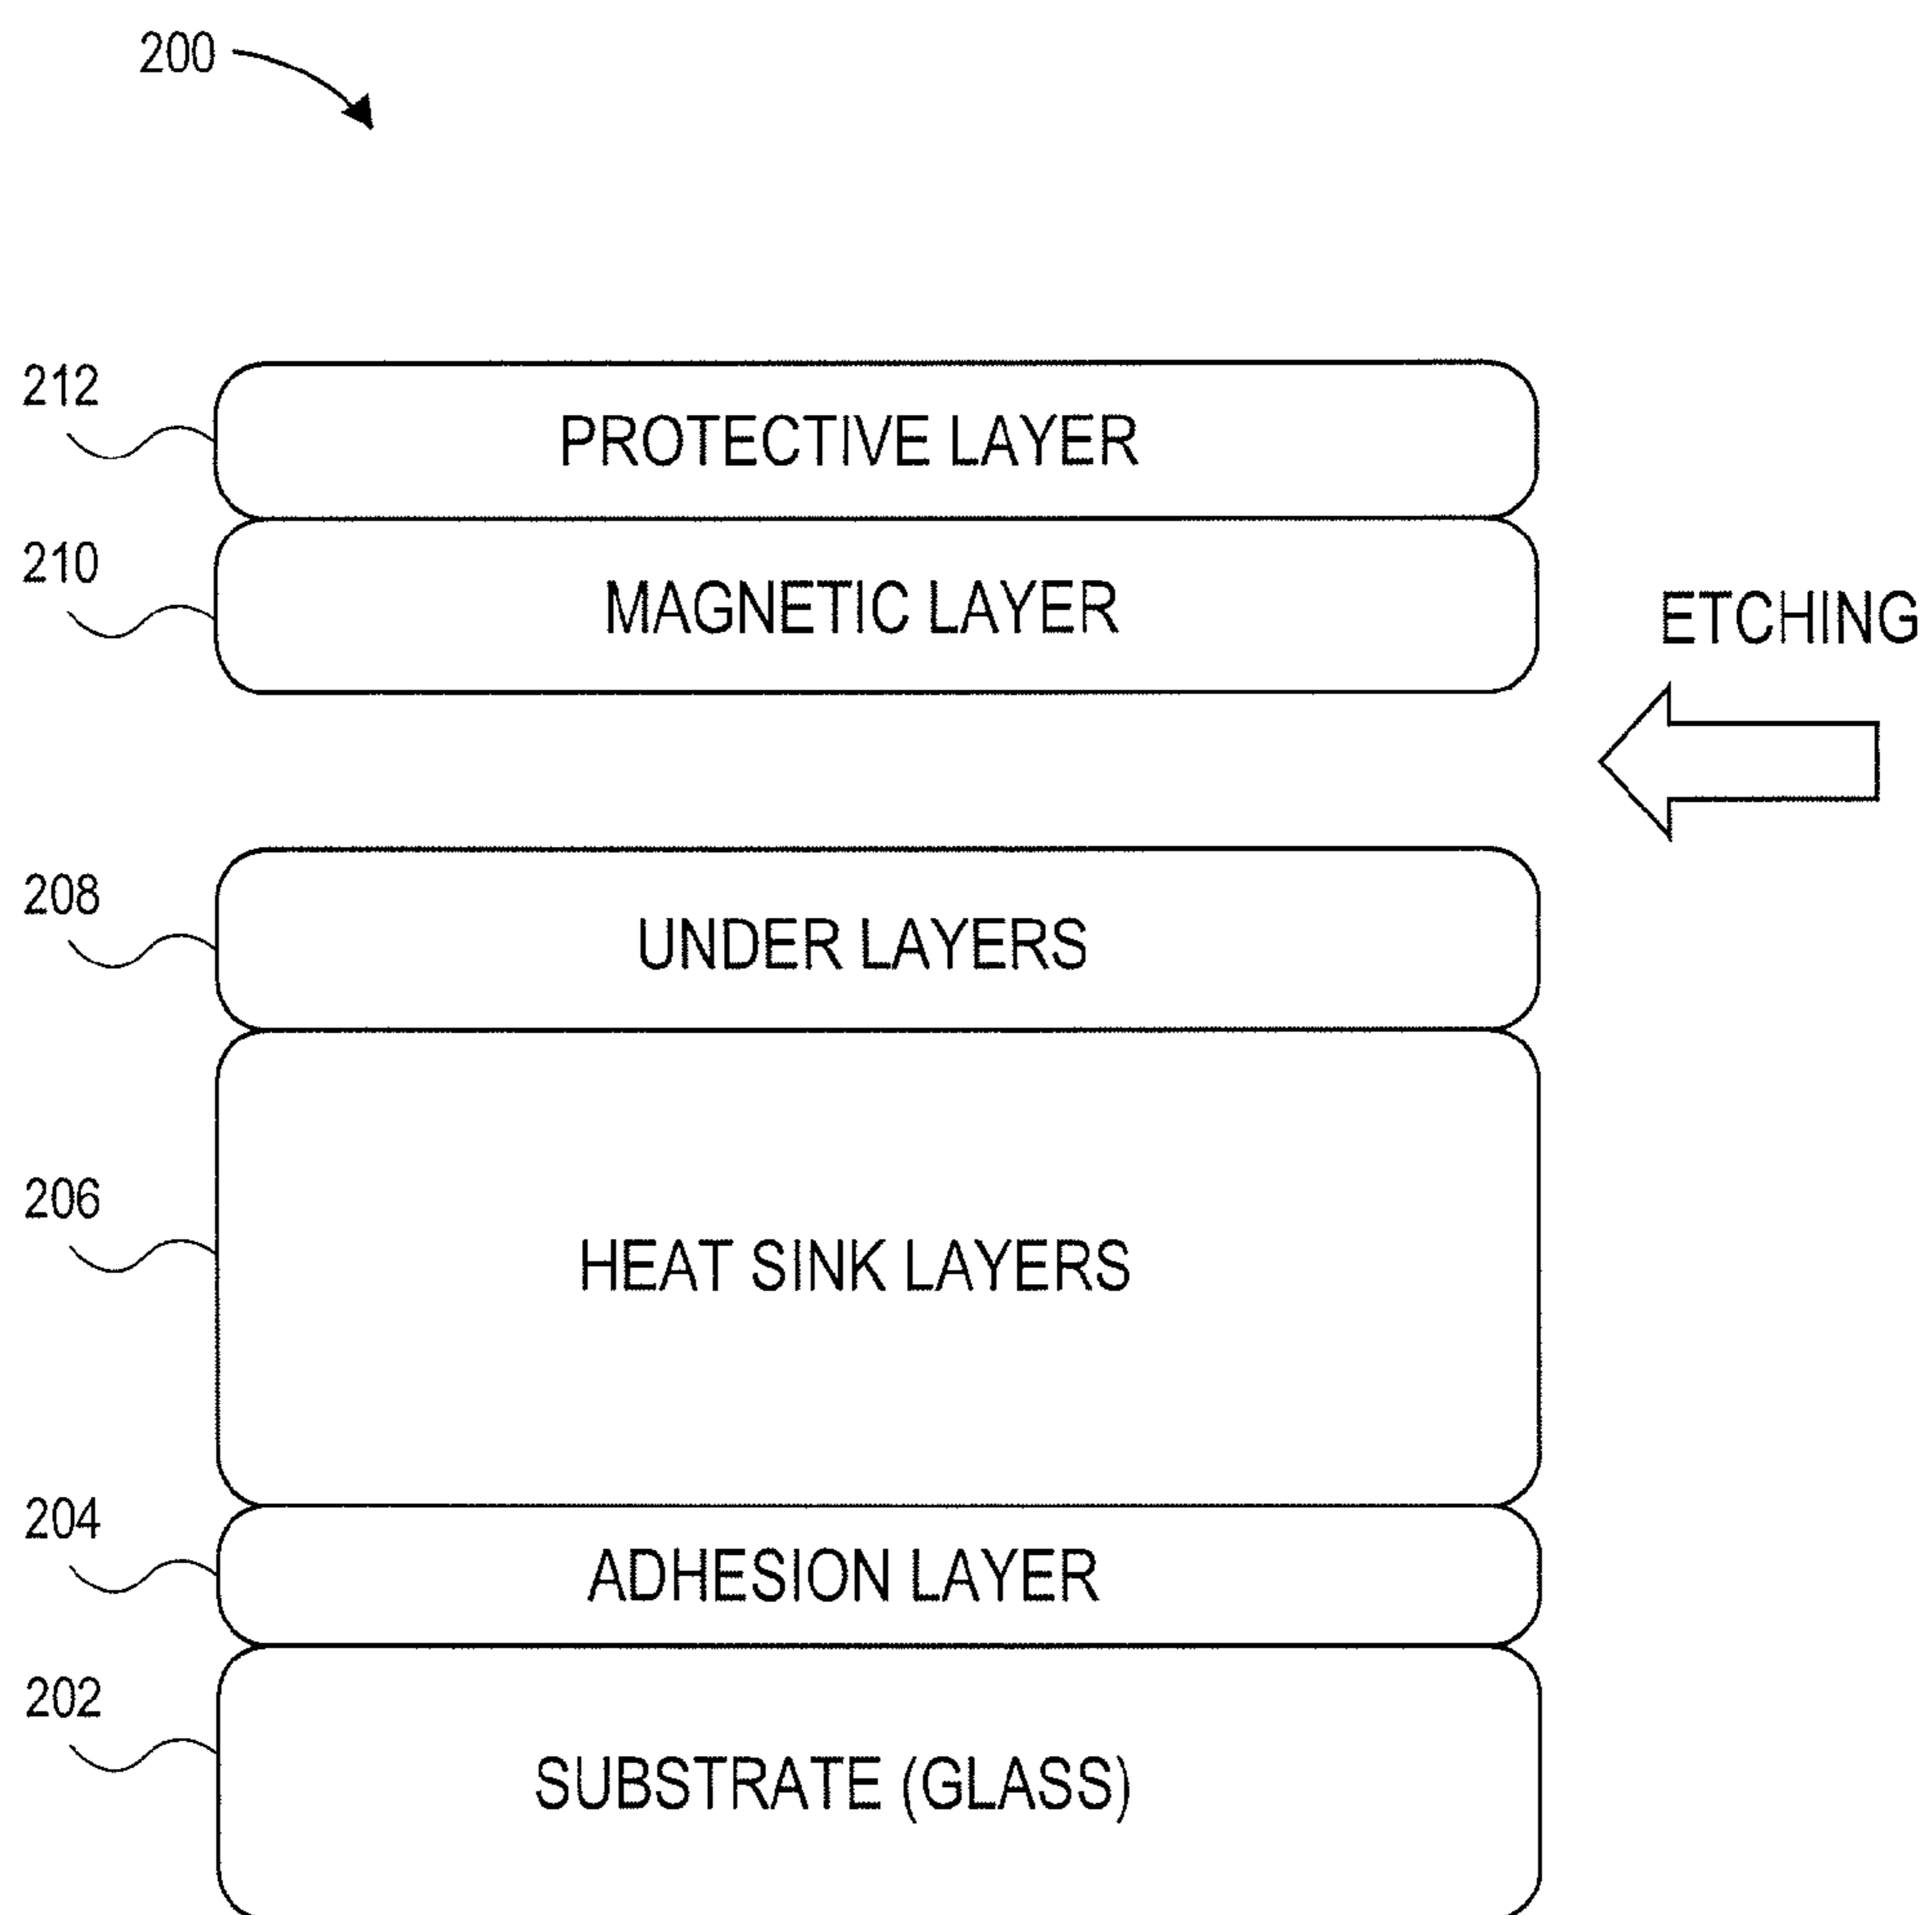 200
212
PROTECTIVE LAYER
210
MAGNETIC LAYER
ETCHING
208
UNDER LAYERS
206
HEAT SINK LAYERS
204
ADHESION LAYER
202
SUBSTRATE (GLASS)